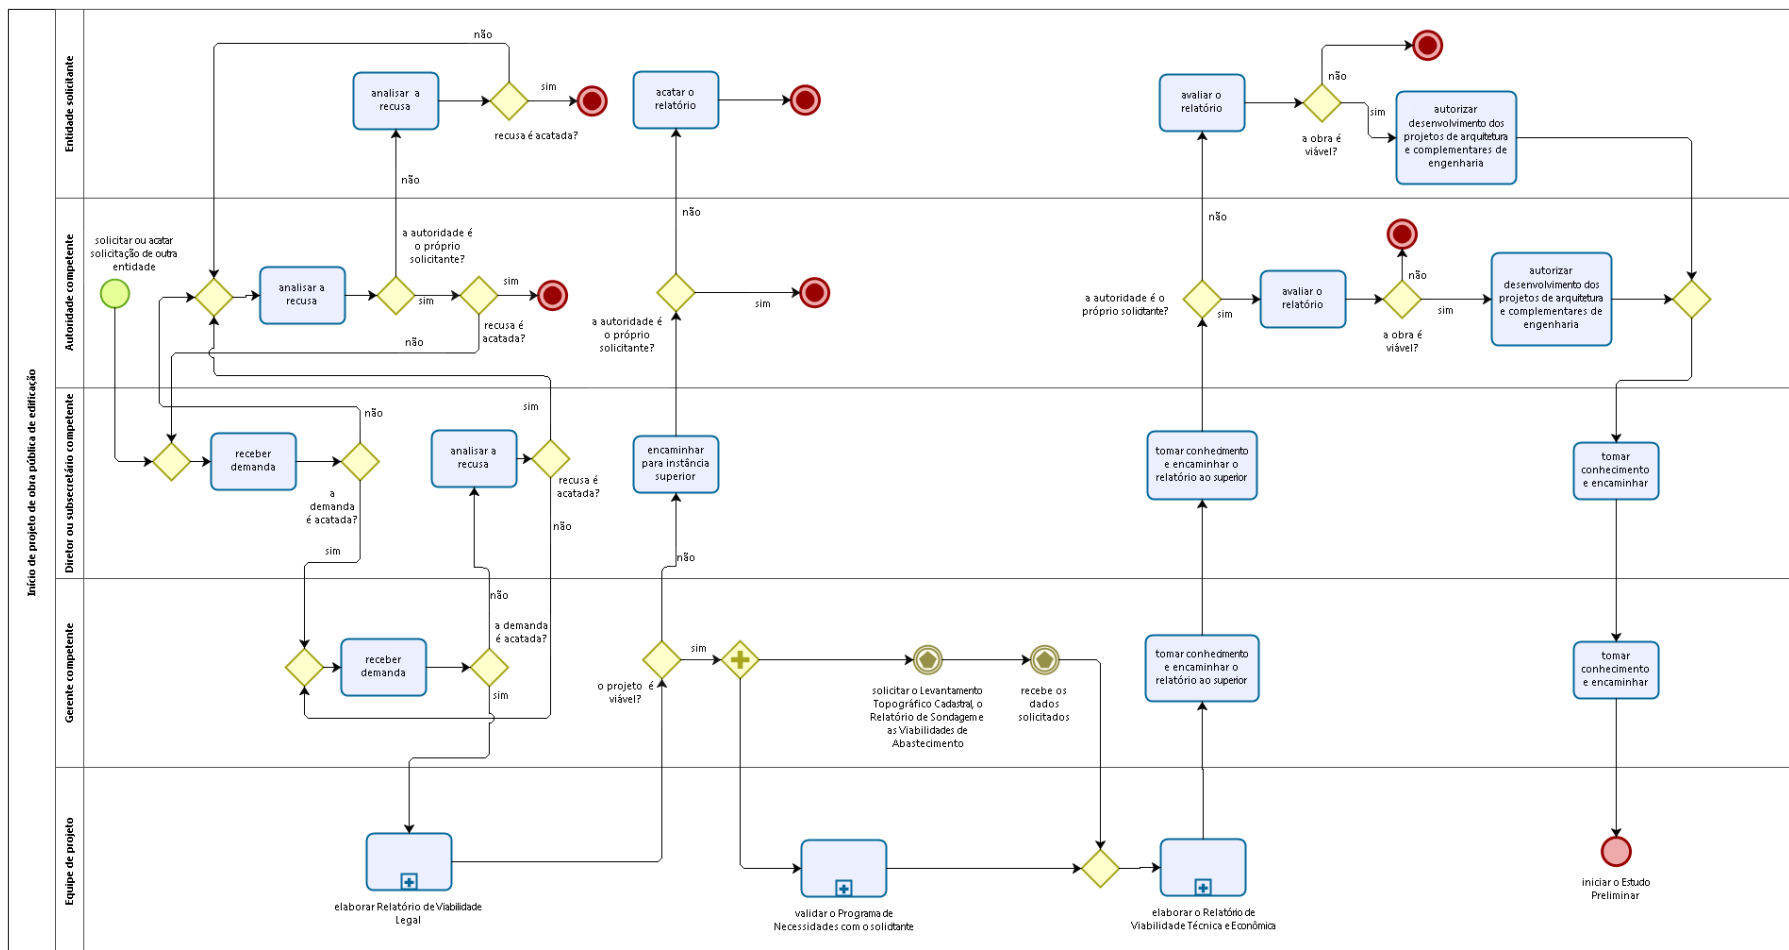 Início de projeto de obra pública de edificação
Entidade solicitante
não
analisar a
recusa
sim
recusa é acatada?
não
acatar o
relatório
não
avaliar o
relatório
não
a obra é
viável?
sim
autorizar
desenvolvimento dos
projetos de arquitetura
e complementares de
engenharia
não
Autoridade competente
solicitar ou acatar
solicitação de outra
entidade
analisar a
recusa
a autoridade é
o próprio
solicitante?
sim
sim
recusa é
acatada?
não
a autoridade é
o próprio
solicitante?
sim
a autoridade é o
próprio solicitante?
sim
avaliar o
relatório
não
a obra é
viável?
sim
autorizar
desenvolvimento dos
projetos de arquitetura
e complementares de
engenharia
Diretor ou subsecretário competente
receber
demanda
não
a
demanda
é acatada?
sim
analisar a
recusa
sim
recusa é
acatada?
não
encaminhar
para instância
superior
não
tomar conhecimento
e encaminhar o
relatório ao superior
tomar
conhecimento
e encaminhar
Gerente competente
receber
demanda
não
a demanda
é acatada?
sim
o projeto é
viável?
sim
solicitar o Levantamento
Topográfico Cadastral, o
Relatório de Sondagem e
as Viabilidades de
Abastecimento
recebe os
dados
solicitados
tomar conhecimento
e encaminhar o
relatório ao superior
tomar
conhecimento
e encaminhar
Equipe de projeto
elaborar Relatório de Viabilidade
Legal
validar o Programa de
Necessidades com o solicitante
elaborar o Relatório de
Viabilidade Técnica e Econômica
iniciar o Estudo
Preliminar